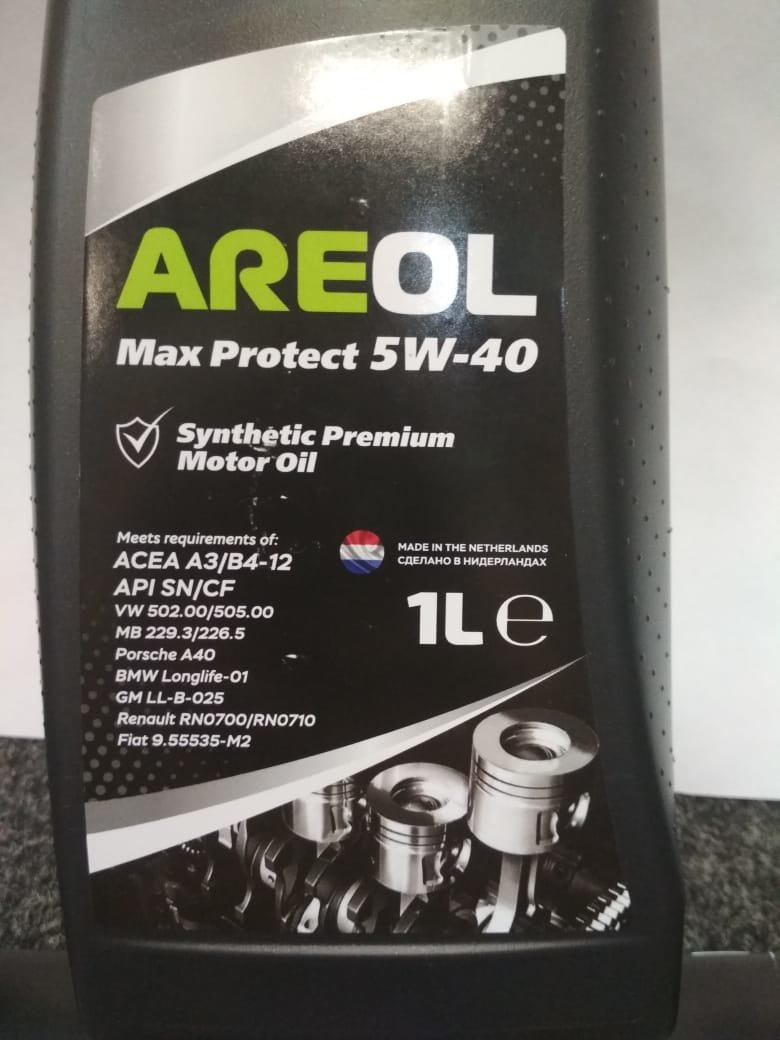 AREOL
Max Protect 5W-40
Synthetic Premium
Motor Oil
Meets requirements of:
ACEA A3/B4-12
API SN/CF
VW 502.00/505.00
MB 229.3/226.5
Porsche A40
BMW Longlife-01
GM LL-B-025
Renault RN0700/RN0710
Fiat 9.55535-M2
MADE IN THE NETHERLANDS
СДЕЛАНО В НИДЕРЛАНДАХ
1L e